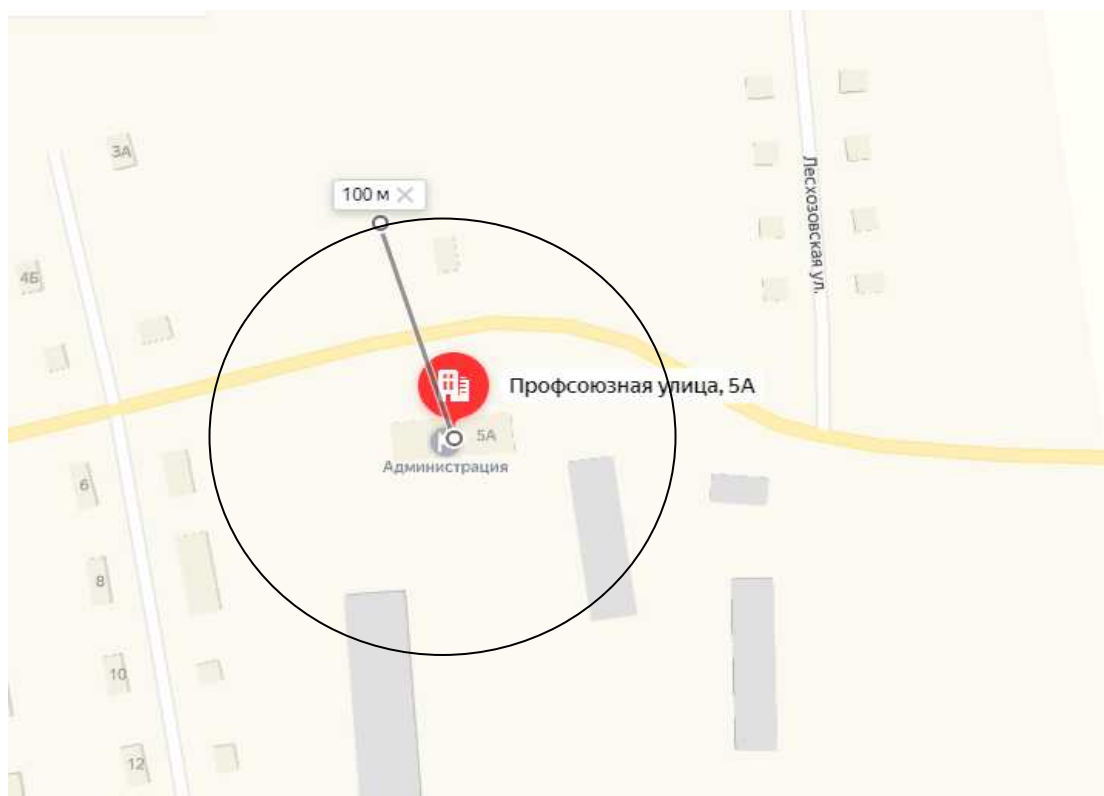 3А
100 м
4Б
Лесхозовская ул.
Профсоюзная улица, 5А
5А
Администрация
6
8
10
12